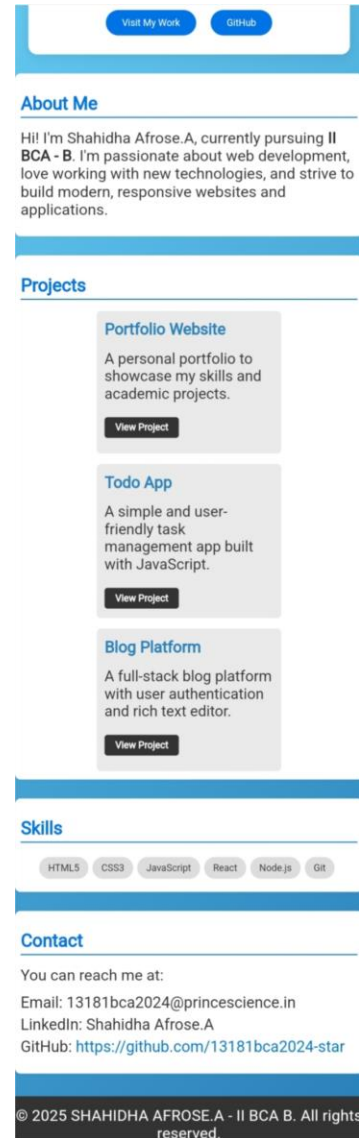 Visit My Work GitHub
About Me
Hi! I'm Shahidha Afrose.A, currently pursuing II
BCA - B. I'm passionate about web development,
love working with new technologies, and strive to
build modern, responsive websites and
applications.
Projects
Portfolio Website
A personal portfolio to
showcase my skills and
academic projects.
View Project
Todo App
A simple and user-
friendly task
management app built
with JavaScript.
View Project
Blog Platform
A full-stack blog platform
with user authentication
and rich text editor.
View Project
Skills
HTML5 CSS3 JavaScript React Node.js Git
Contact
You can reach me at:
Email: 13181bca2024@princescience.in
LinkedIn: Shahidha Afrose.A
GitHub: https://github.com/13181bca2024-star
© 2025 SHAHIDHA AFROSE.A - II BCA B. All rights
reserved.